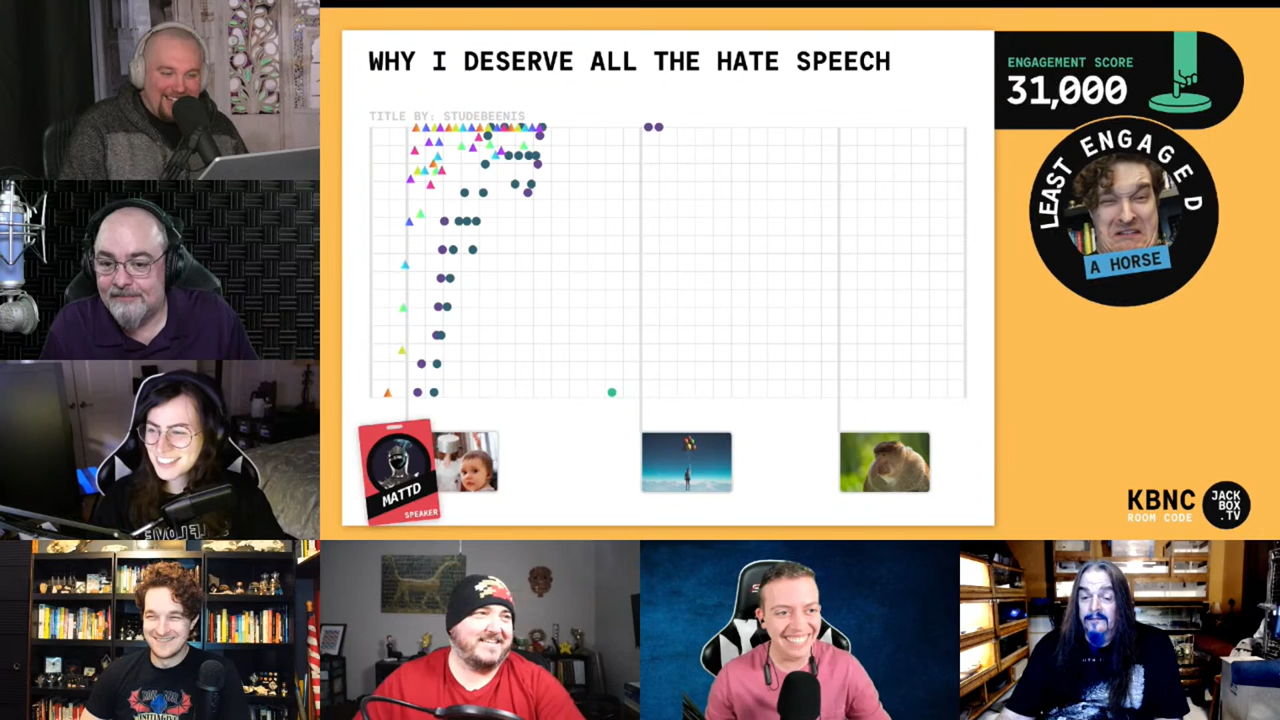 WHY I DESERVE ALL THE HATE SPEECH
TITLE BY: STUDEBEENIS
ENGAGEMENT SCORE
31,000
LEAST ENGAGED
A HORSE
MATTD
SPEAKER
KBNC
ROOM CODE
JACK
BOX
.TV